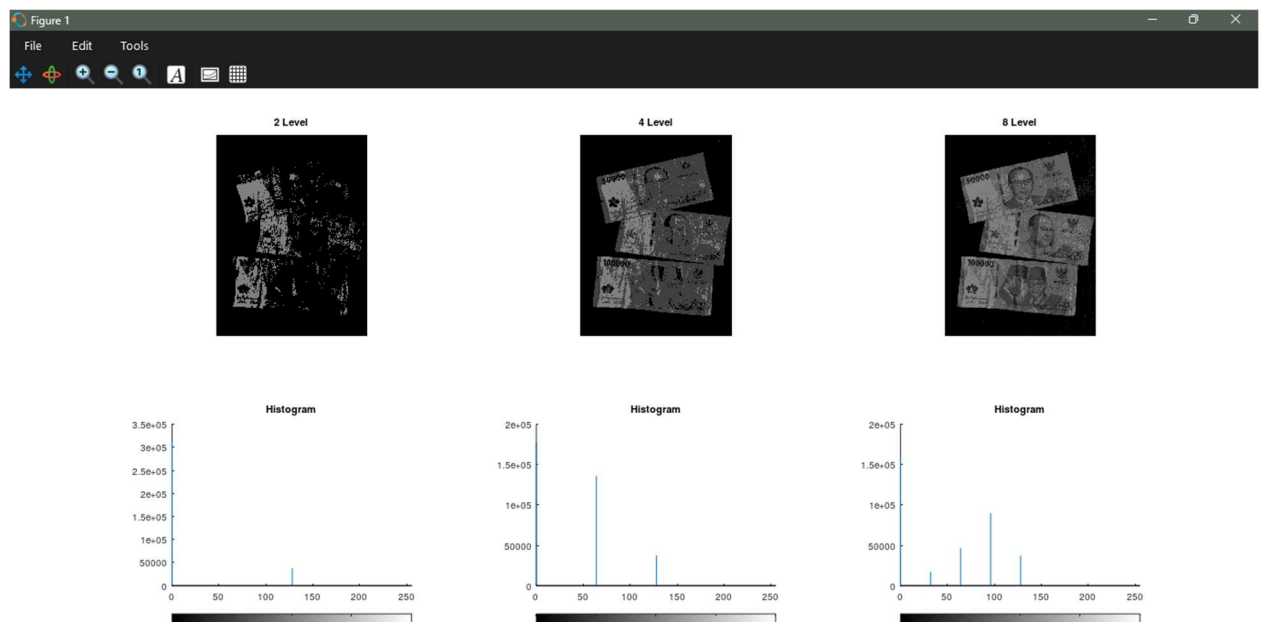 Figure 1
File Edit Tools
A
2 Level 4 Level 8 Level
50000 50000
100000 100000
Histogram Histogram Histogram
3.5e+05
3e+05
2.5e+05
2e+05
1.5e+05
1e+05
50000
0
0 50 100 150 200 250
2e+05
1.5e+05
1e+05
50000
0
0 50 100 150 200 250
2e+05
1.5e+05
1e+05
50000
0
0 50 100 150 200 250